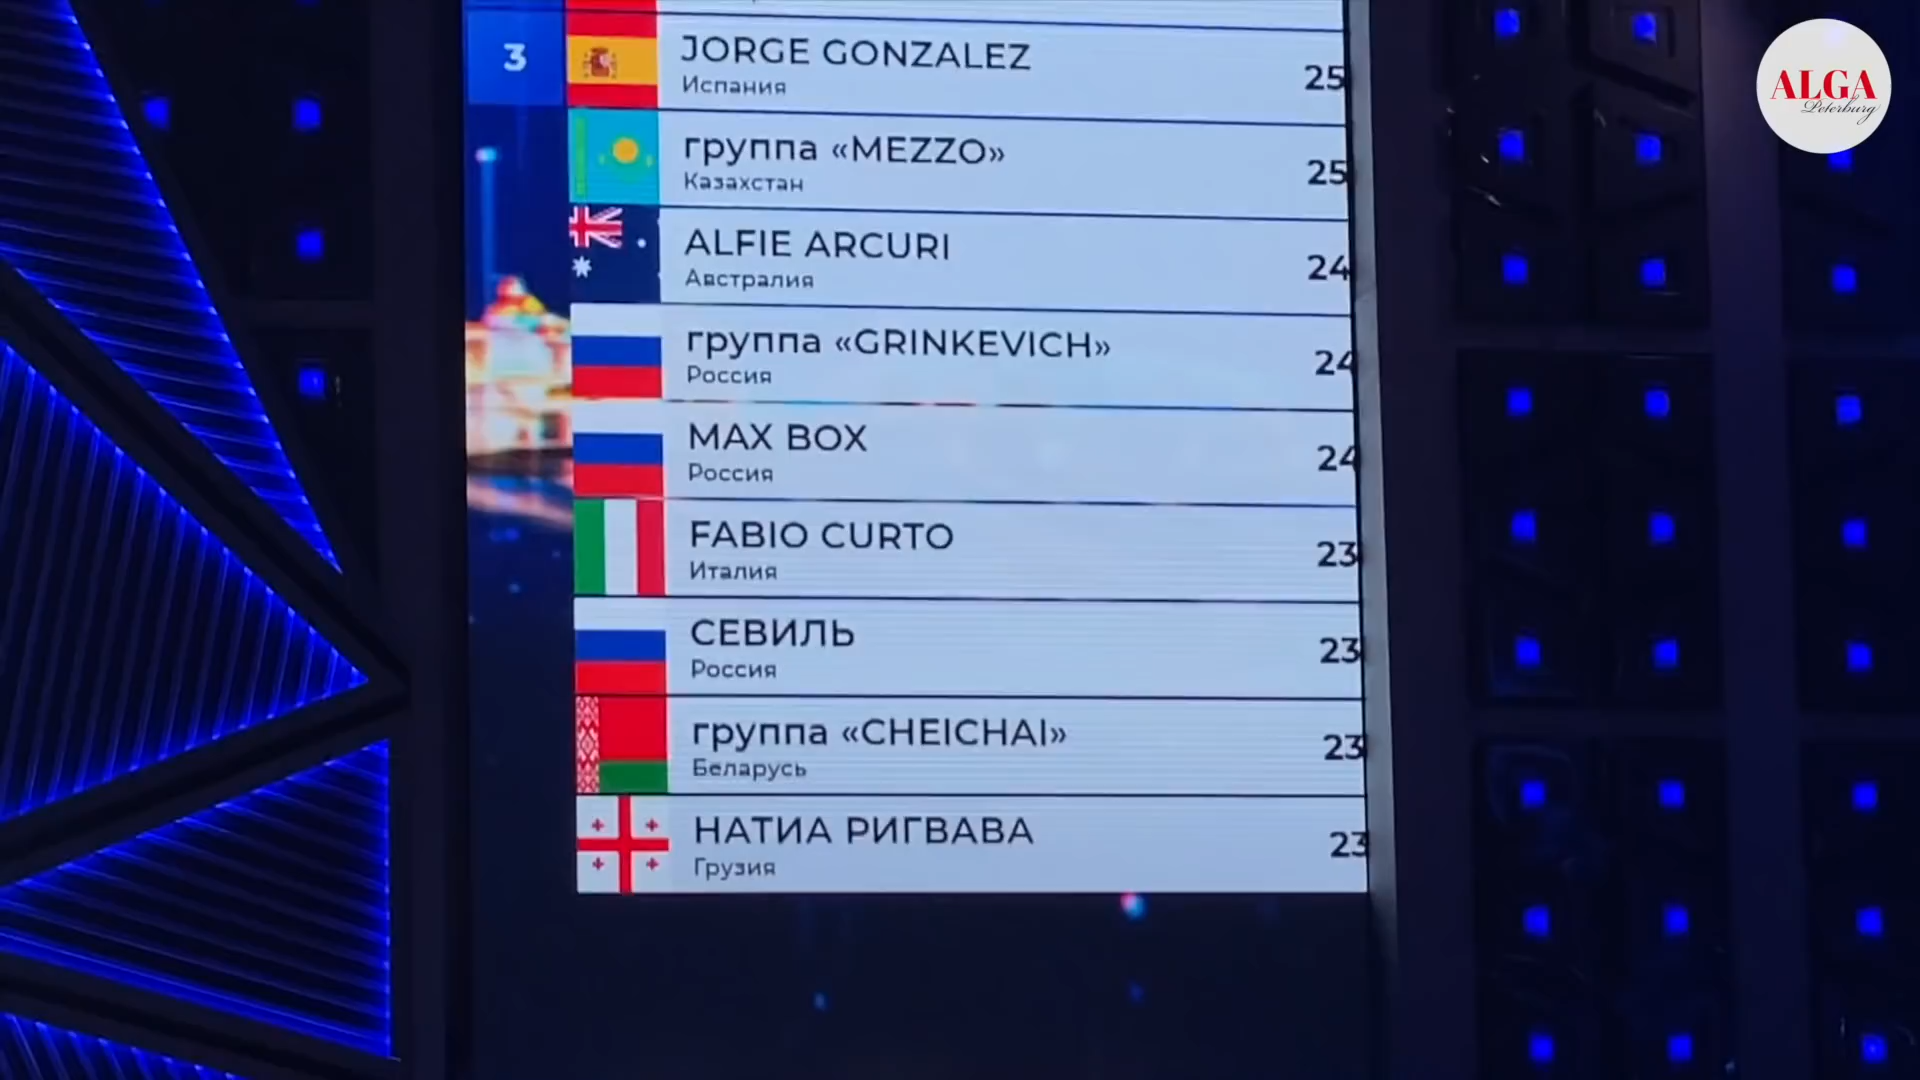 3
JORGE GONZALEZ
Испания
25
группа «MEZZO»
Казахстан
25
ALFIE ARCURI
Австралия
24
группа «GRINKEVICH»
Россия
24
MAX BOX
Россия
24
FABIO CURTO
Италия
23
СЕВИЛЬ
Россия
23
группа «CHEICHAI»
Беларусь
23
НАТИА РИГВАВА
Грузия
23
ALGA
Peterburg